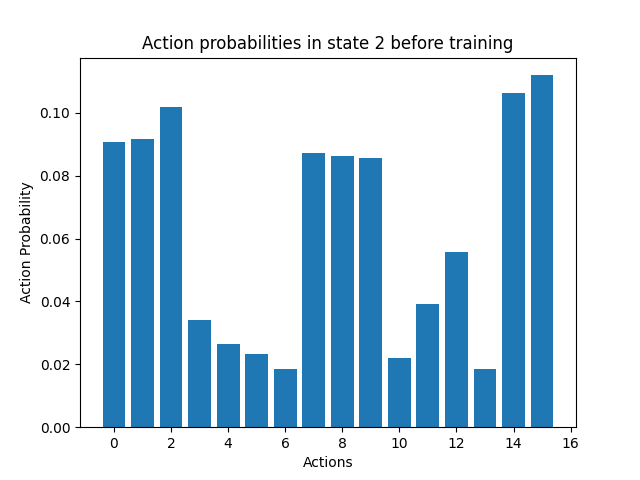 Action probabilities in state 2 before training
Action Probability
0.10
0.08
0.06
0.04
0.02
0.00
0 2 4 6 8 10 12 14 16
Actions